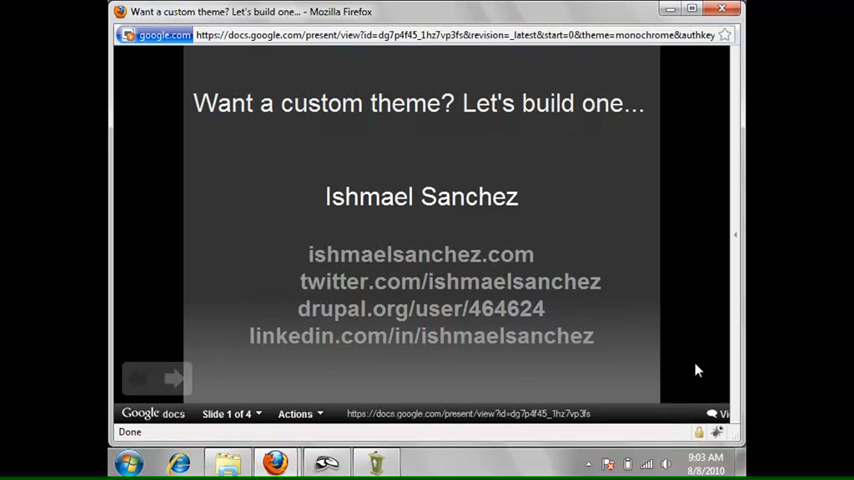 Want a custom theme? Let's build one... - Mozilla Firefox
google.com
https://docs.google.com/present/view?id=dg7p4f45_1hz7vp3fs&revision=_latest&start=0&theme=monochrome&authkey
Want a custom theme? Let's build one...
Ishmael Sanchez
ishmaelsanchez.com
twitter.com/ishmaelsanchez
drupal.org/user/464624
linkedin.com/in/ishmaelsanchez
Google docs Slide 1 of 4 Actions https://docs.google.com/present/view?id=dg7p4f45_1hz7vp3fs Vi
Done
9:03 AM
8/8/2010